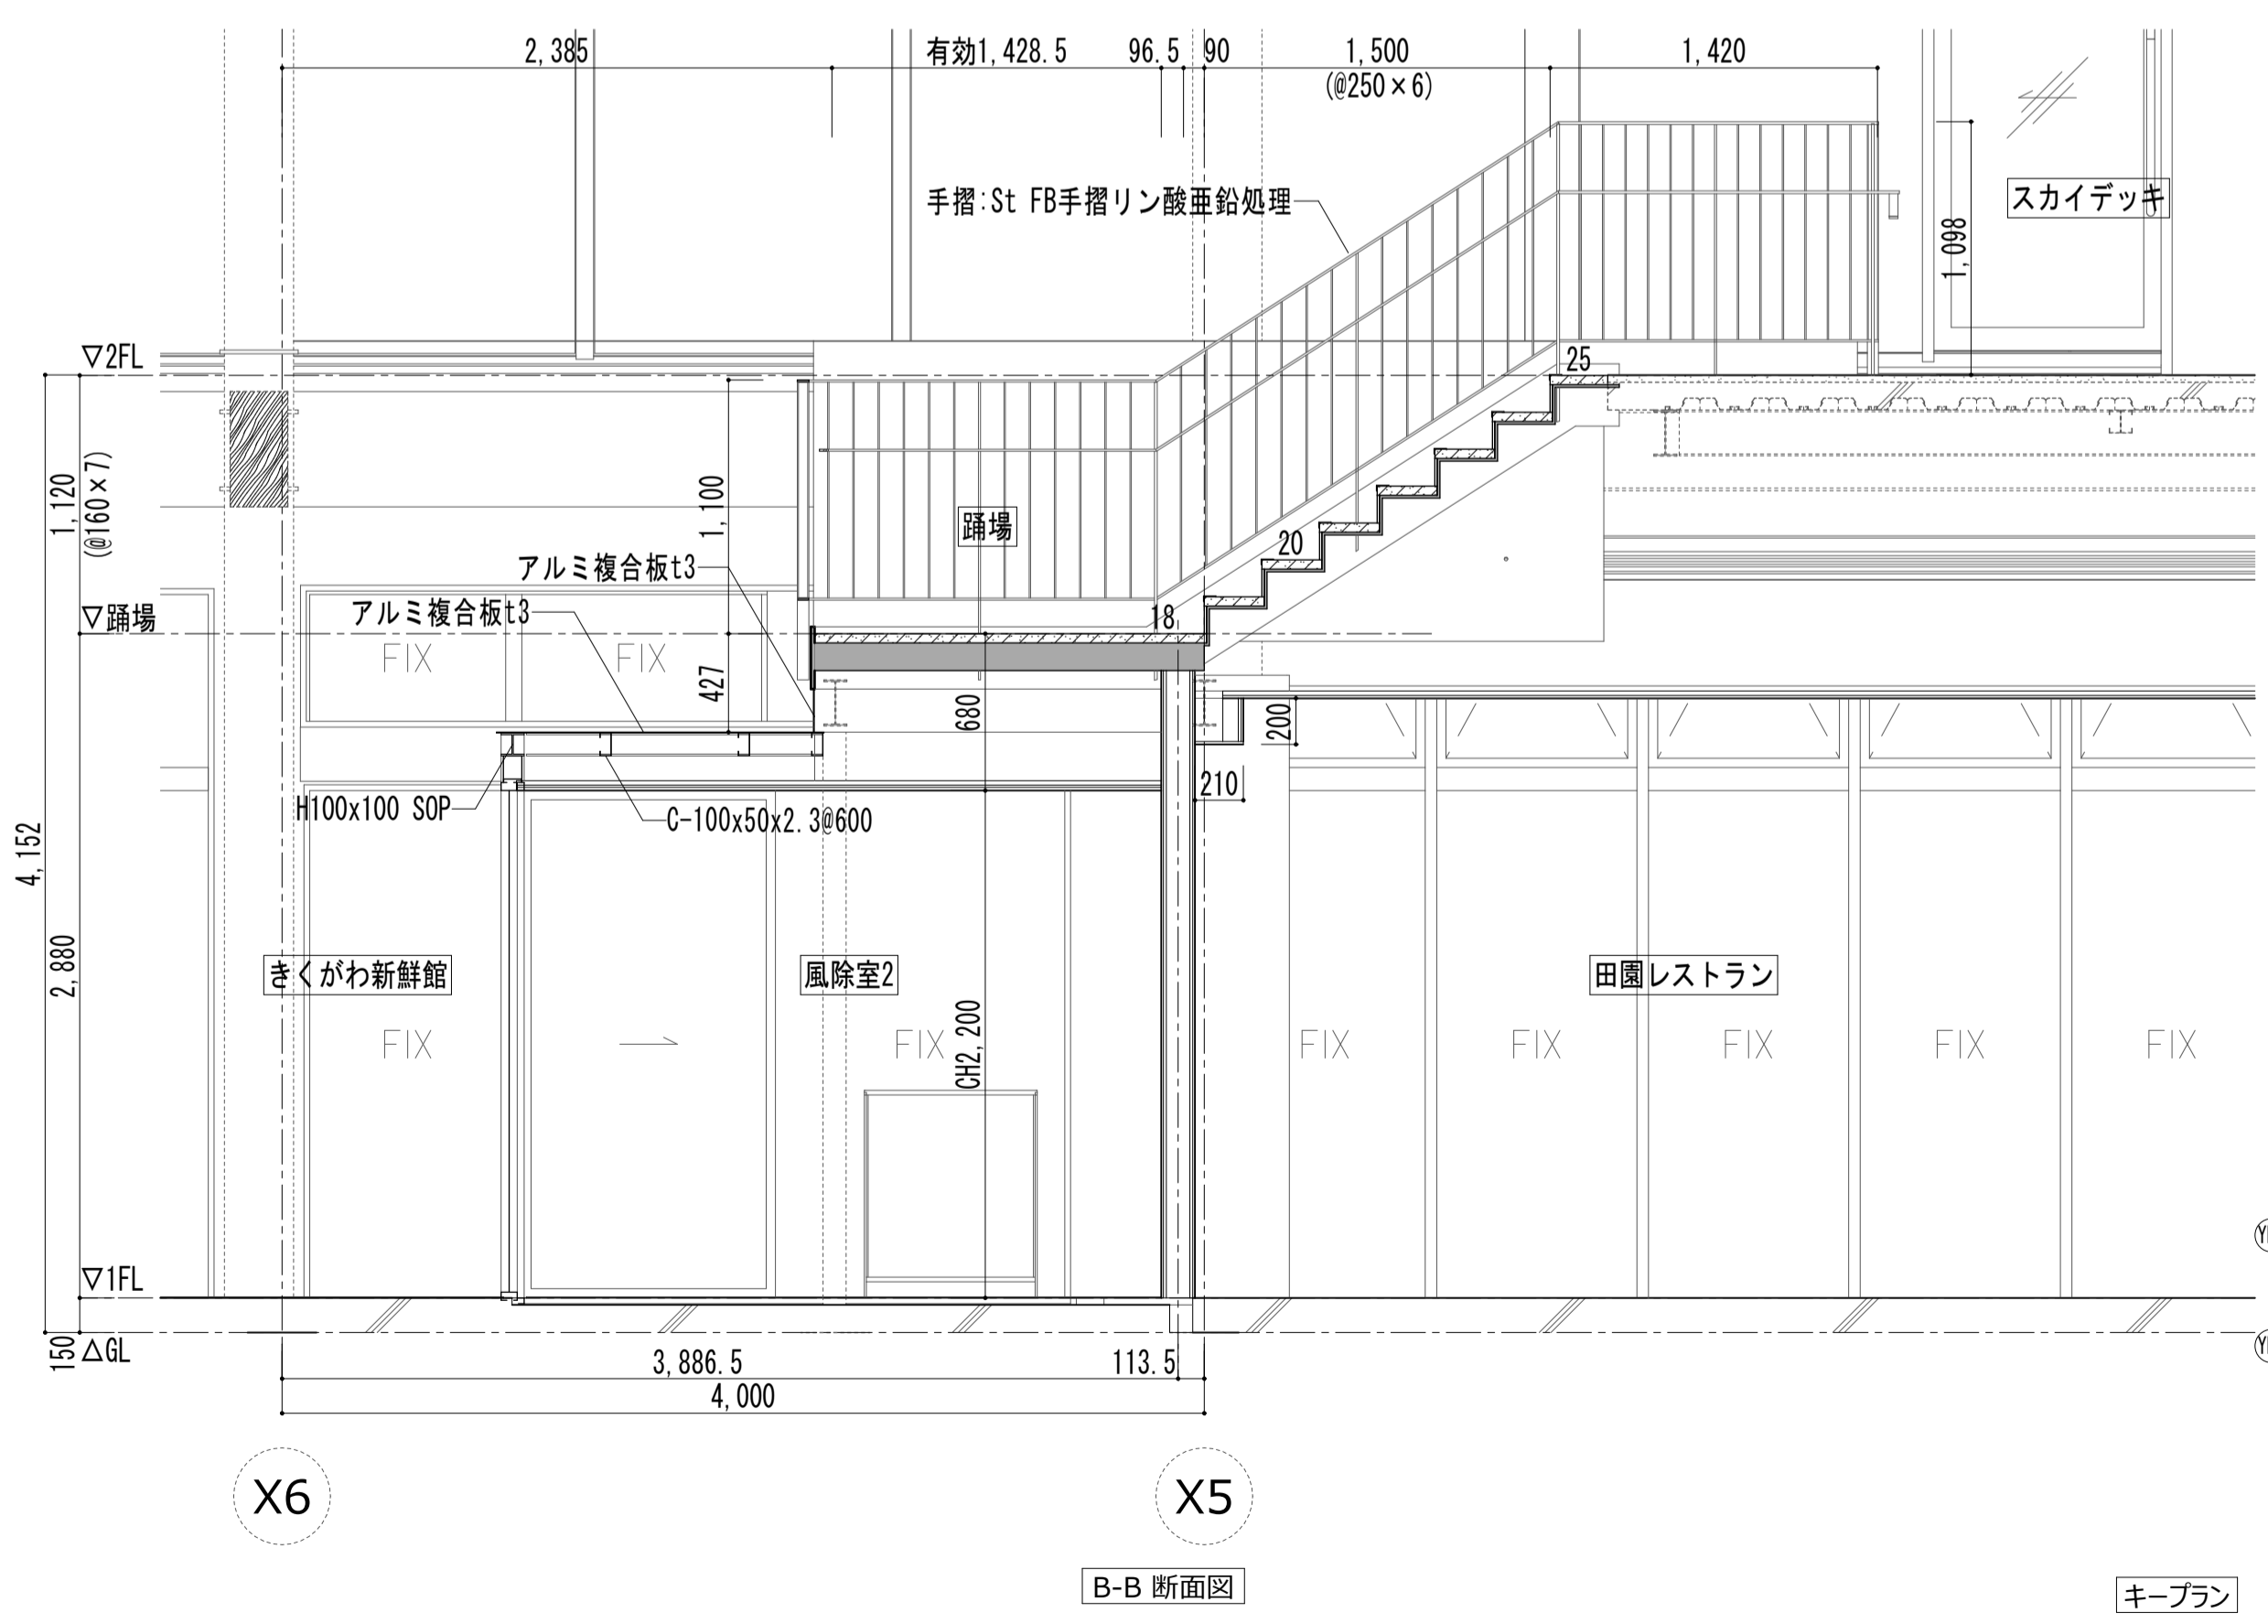 2,385
有効1,428.5
96.5
90
1,500
(@250×6)
1,420
手摺:St FB手摺リン酸亜鉛処理
スカイデッキ
1,098
▽2FL
25
1,120
(@160×7)
1,100
踊場
20
アルミ複合板t3
アルミ複合板t3
▽踊場
18
FIX
FIX
427
680
200
210
H100x100 SOP
C-100x50x2.3@600
4,152
2,880
きくがわ新鮮館
風除室2
田園レストラン
CH2,200
FIX
FIX
FIX
FIX
FIX
FIX
FIX
▽1FL
150
△GL
3,886.5
113.5
4,000
X6
X5
B-B 断面図
キープラン